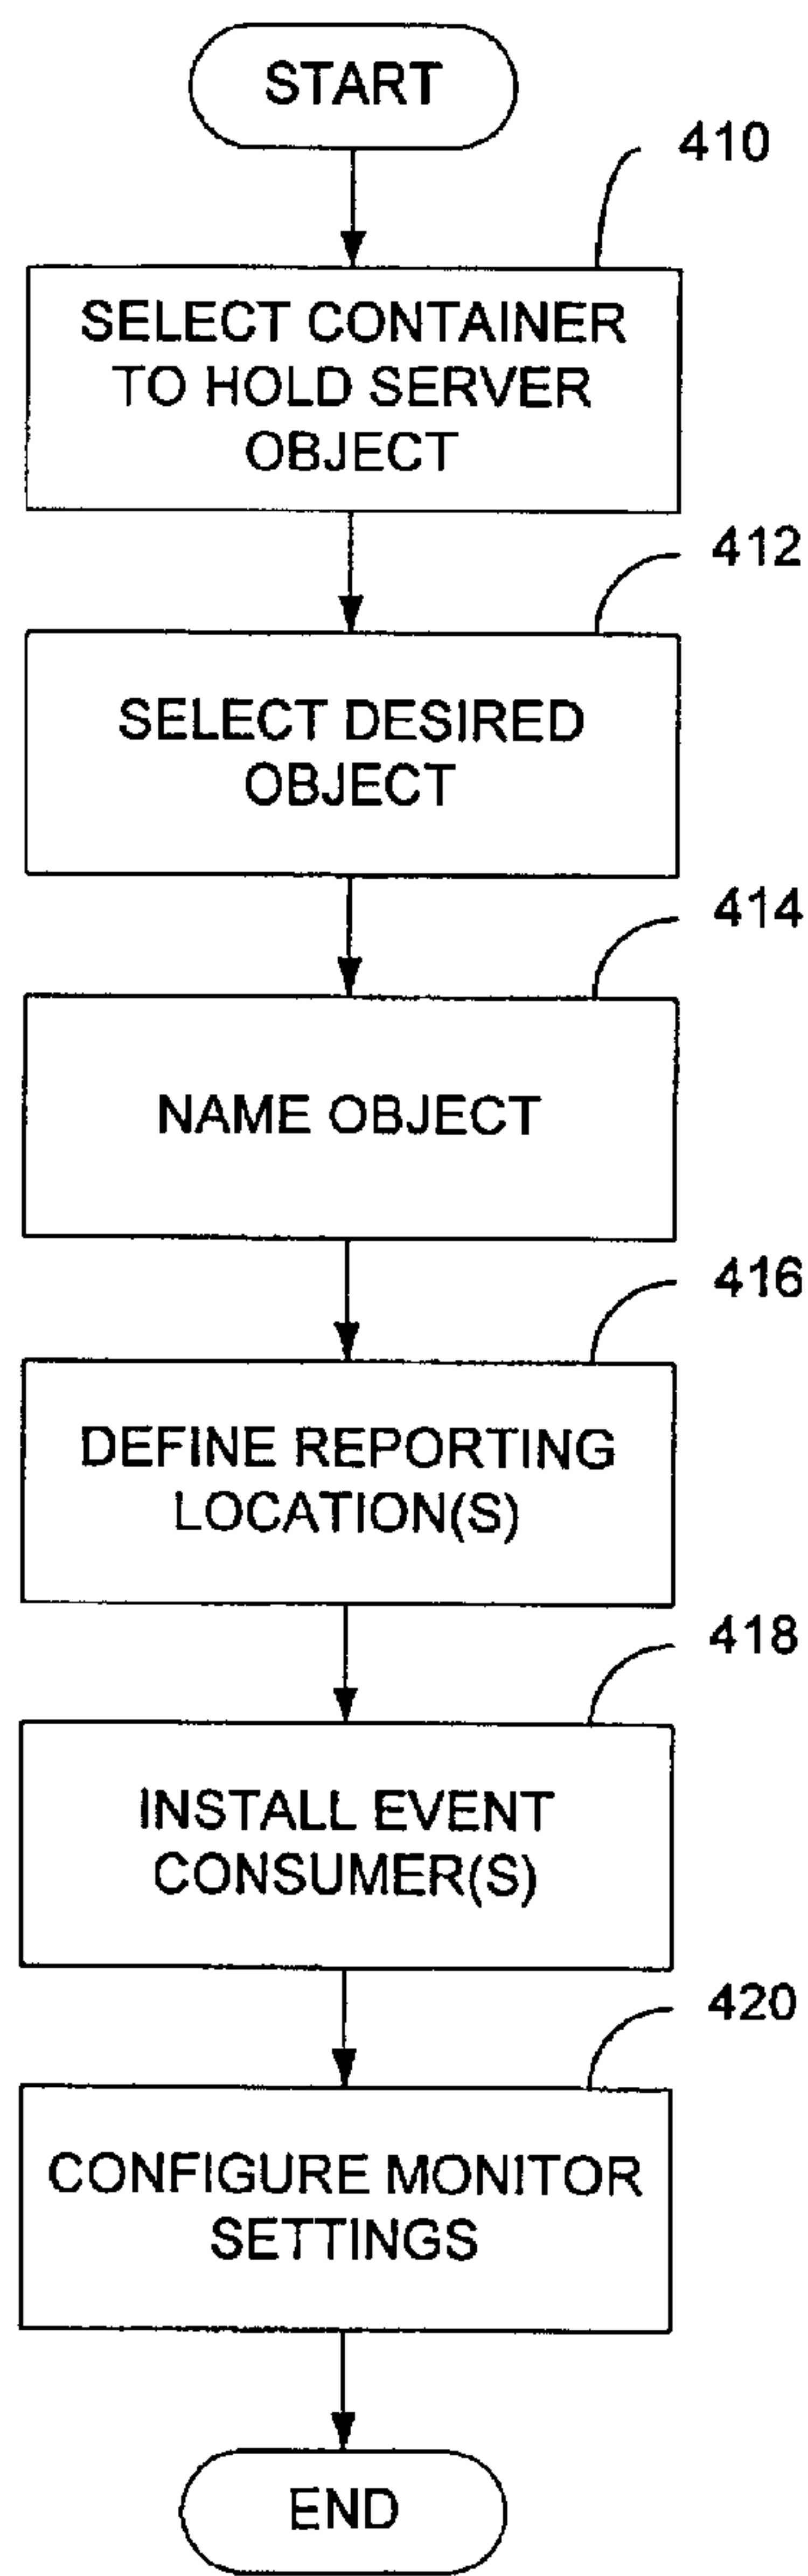 START
410
SELECT CONTAINER
TO HOLD SERVER
OBJECT
412
SELECT DESIRED
OBJECT
414
NAME OBJECT
416
DEFINE REPORTING
LOCATION(S)
418
INSTALL EVENT
CONSUMER(S)
420
CONFIGURE MONITOR
SETTINGS
END